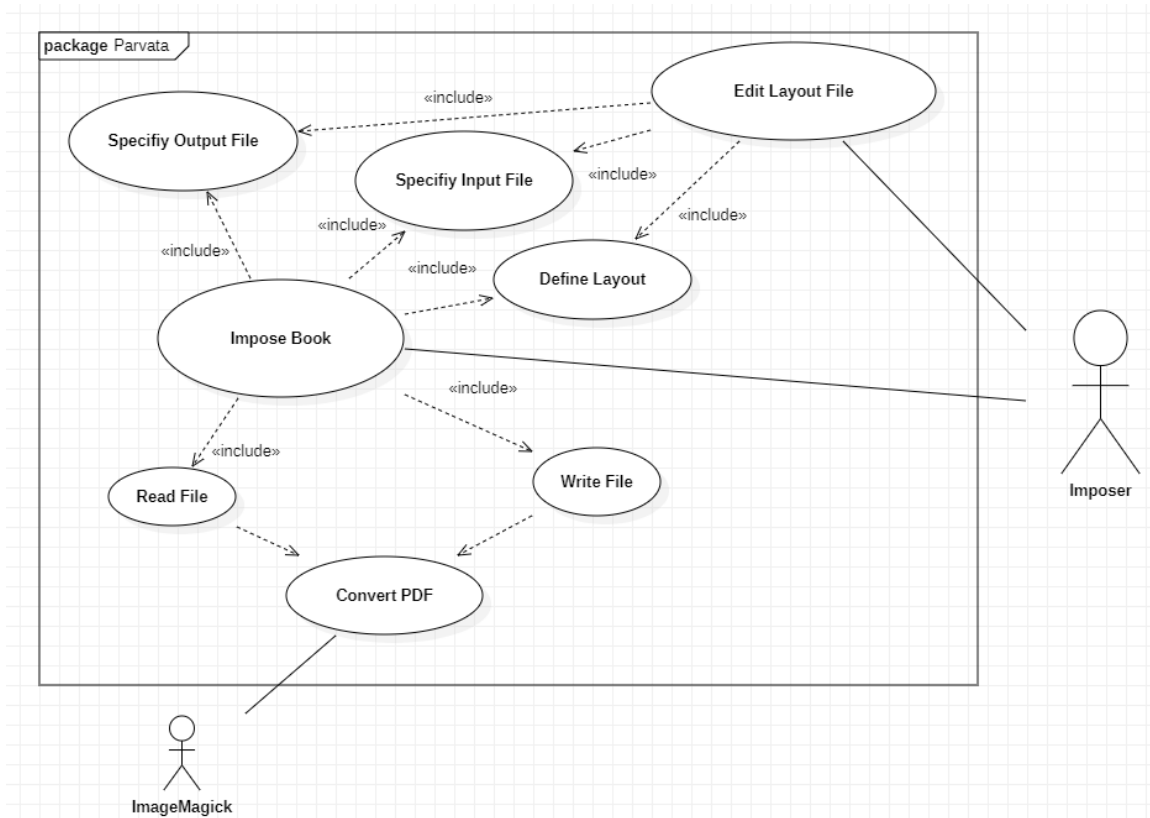 package Parvata
Edit Layout File
«include»
Specifiy Output File
Specifiy Input File
«include»
«include»
«include»
«include»
«include»
Define Layout
Impose Book
«include»
«include»
Write File
Read File
Convert PDF
Imposer
ImageMagick